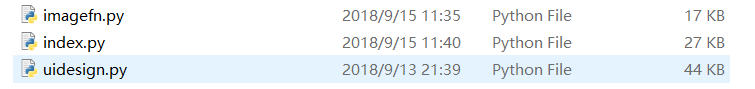 imagefn.py 2018/9/15 11:35 Python File 17 KB
index.py 2018/9/15 11:40 Python File 27 KB
uidesign.py 2018/9/13 21:39 Python File 44 KB